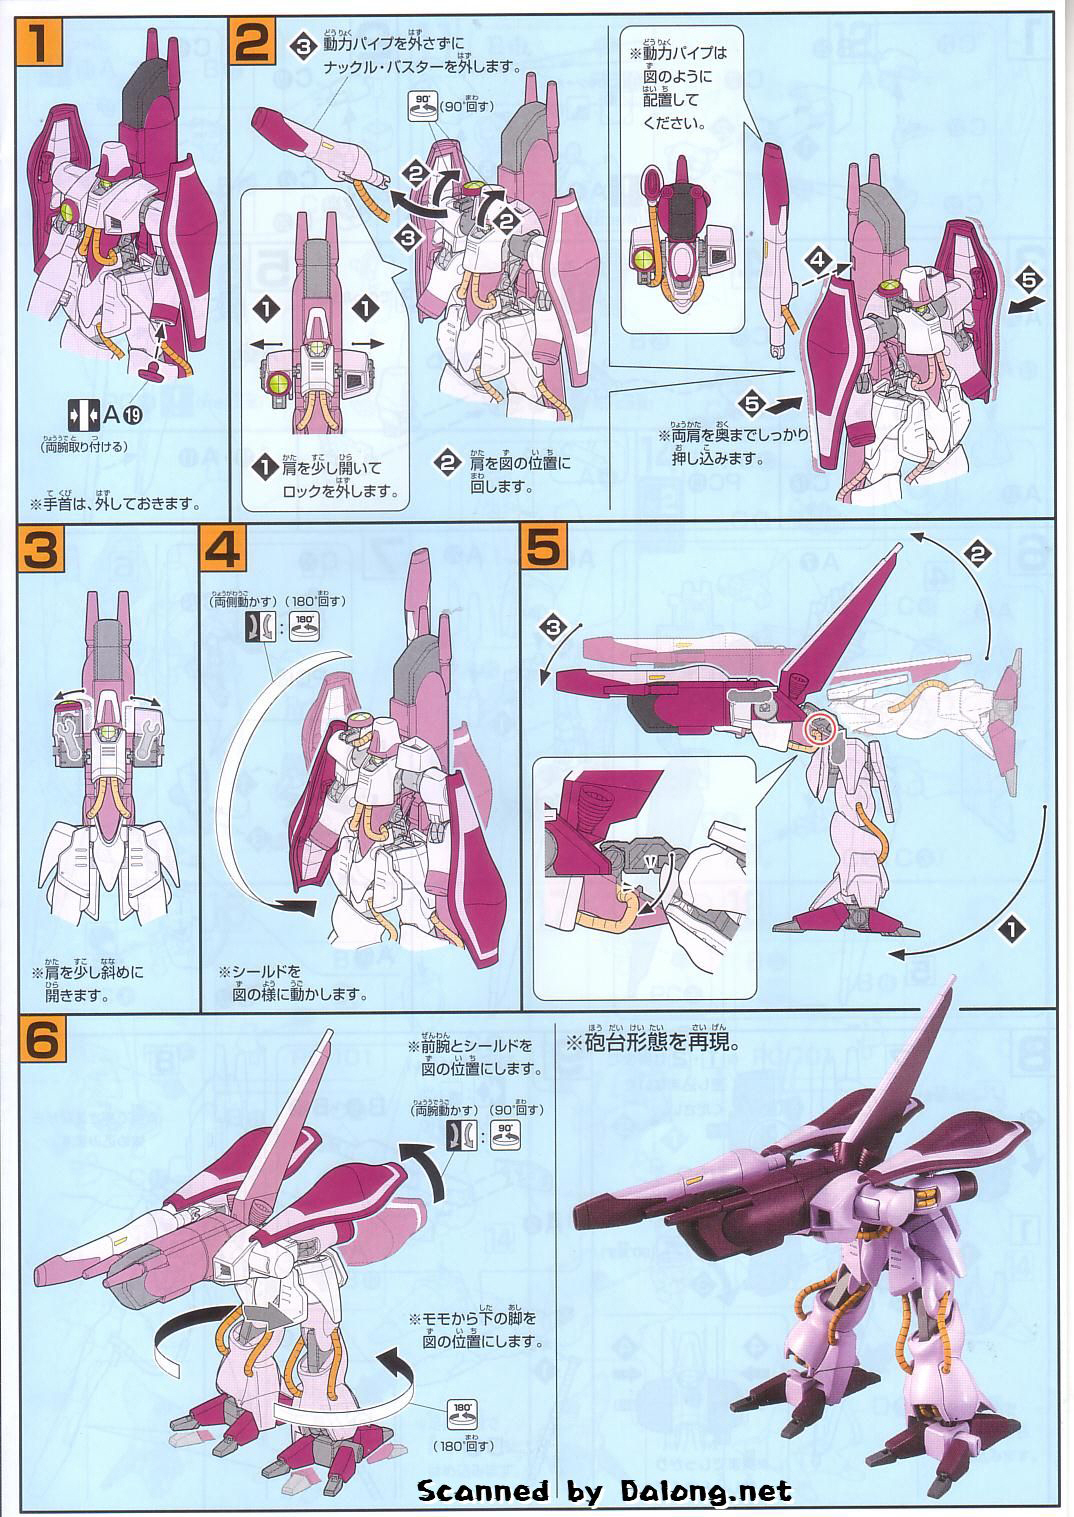 1
A⑲
(両腕取り付ける)
※手首は、外しておきます。
2
3 動力パイプを外さずに
ナックル・バスターを外します。
90°
(90°回す)
2
2
3
1
1
1 肩を少し開いて
ロックを外します。
2 肩を図の位置に
回します。
※動力パイプは
図のように
配置して
ください。
4
5
5
※両肩を奥までしっかり
押し込みます。
3
※肩を少し斜めに
開きます。
4
(両側動かす) (180°回す)
:
180°
※シールドを
図の様に動かします。
5
2
3
1
6
※前腕とシールドを
図の位置にします。
(両腕動かす) (90°回す)
:
90°
※モモから下の脚を
図の位置にします。
180°
(180°回す)
※砲台形態を再現。
Scanned by Dalong.net